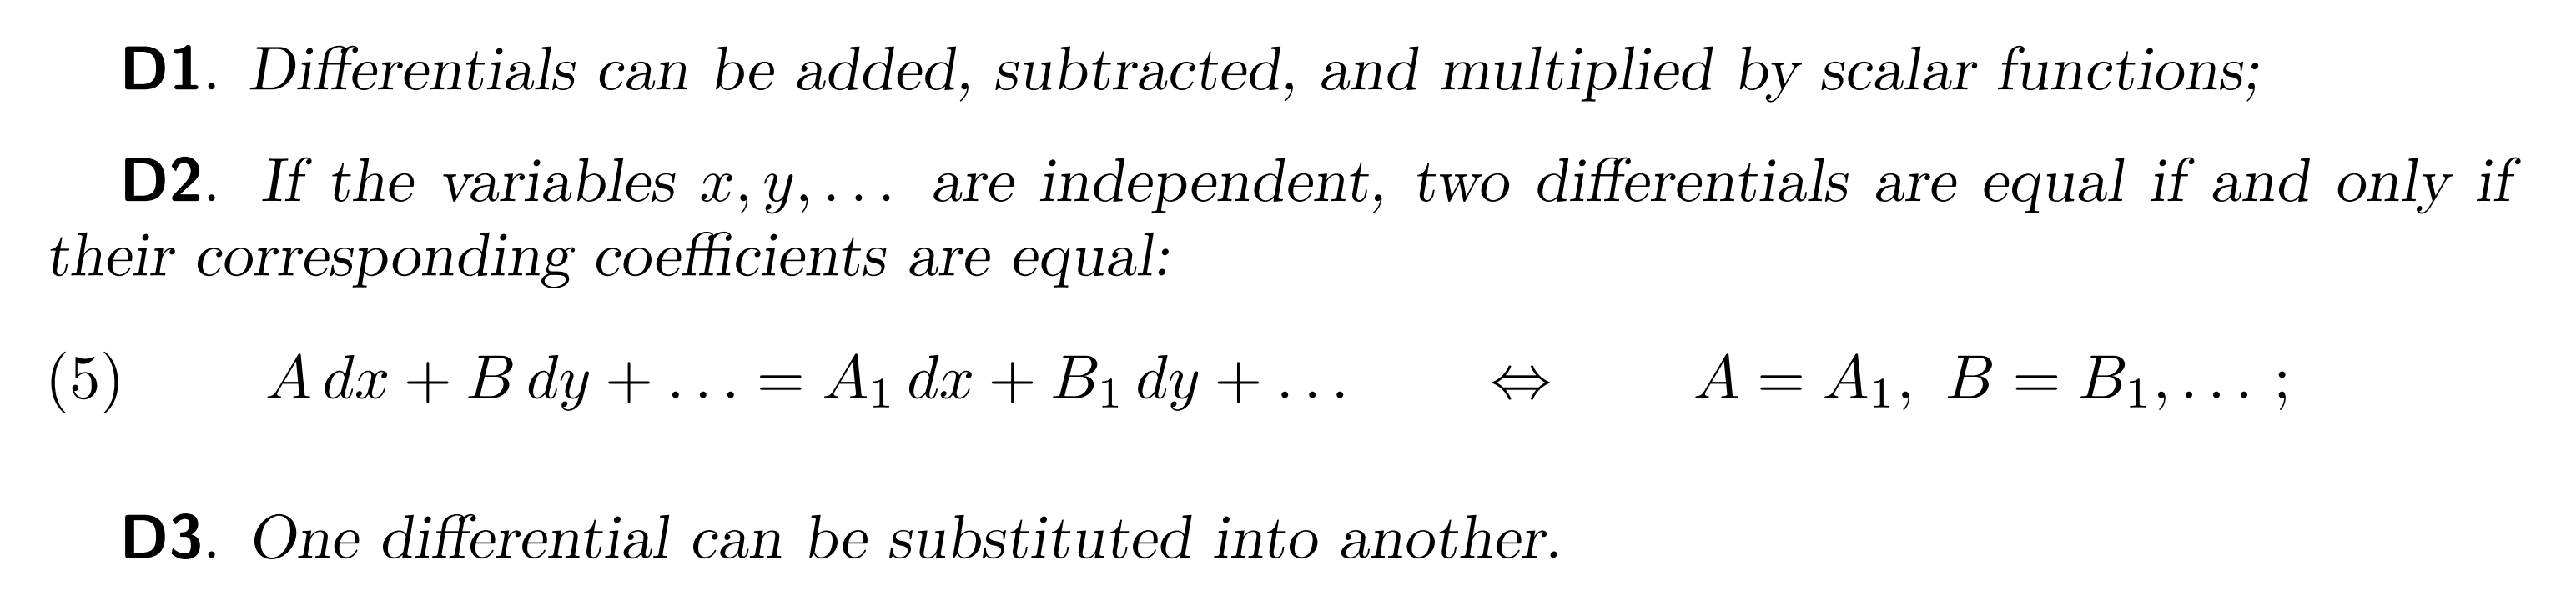 D1. Differentials can be added, subtracted, and multiplied by scalar functions;
D2. If the variables x, y, . . . are independent, two differentials are equal if and only if
their corresponding coefficients are equal:
(5) A dx + B dy + . . . = A₁ dx + B₁ dy + . . . ⇔ A = A₁, B = B₁, . . . ;
D3. One differential can be substituted into another.